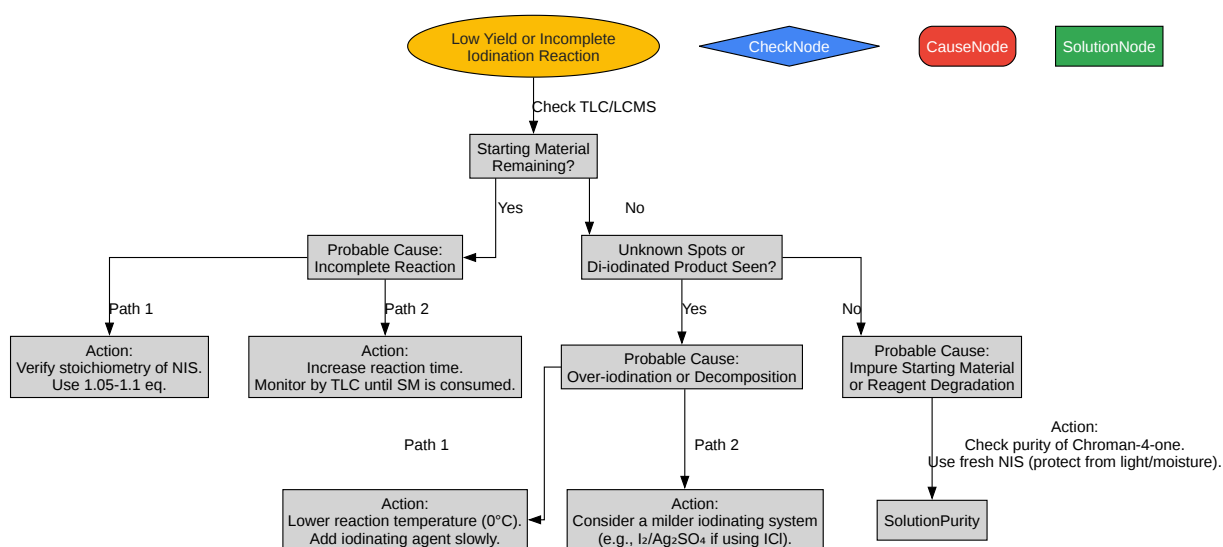 Low Yield or Incomplete
Iodination Reaction
CheckNode
CauseNode
SolutionNode
Check TLC/LCMS
Starting Material
Remaining?
Yes
No
Probable Cause:
Incomplete Reaction
Unknown Spots or
Di-iodinated Product Seen?
Path 1
Path 2
Yes
No
Action:
Verify stoichiometry of NIS.
Use 1.05-1.1 eq.
Action:
Increase reaction time.
Monitor by TLC until SM is consumed.
Probable Cause:
Over-iodination or Decomposition
Probable Cause:
Impure Starting Material
or Reagent Degradation
Path 1
Path 2
Action:
Check purity of Chroman-4-one.
Use fresh NIS (protect from light/moisture).
Action:
Lower reaction temperature (0°C).
Add iodinating agent slowly.
Action:
Consider a milder iodinating system
(e.g., I₂/Ag₂SO₄ if using ICl).
SolutionPurity